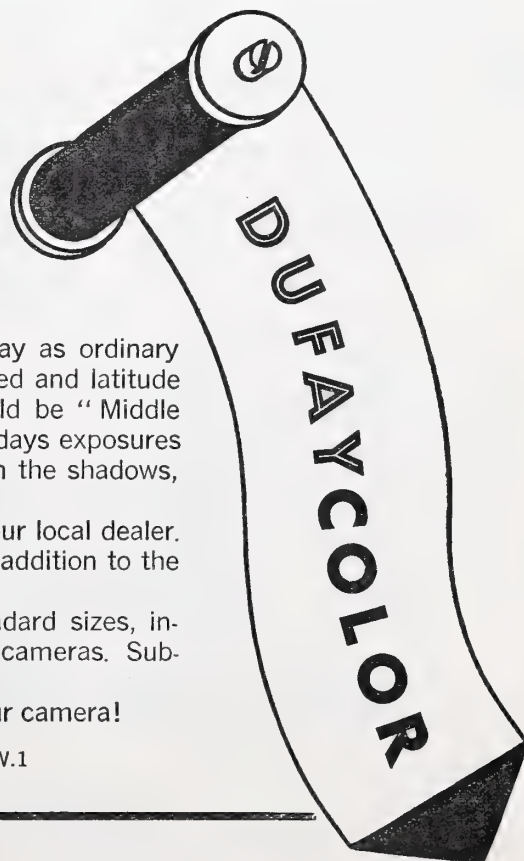 DUFAYCOLOR
ay as ordinary
ed and latitude
ld be “ Middle
days exposures
n the shadows,
ur local dealer.
addition to the
dard sizes, in-
cameras. Sub-
ur camera!
V.1